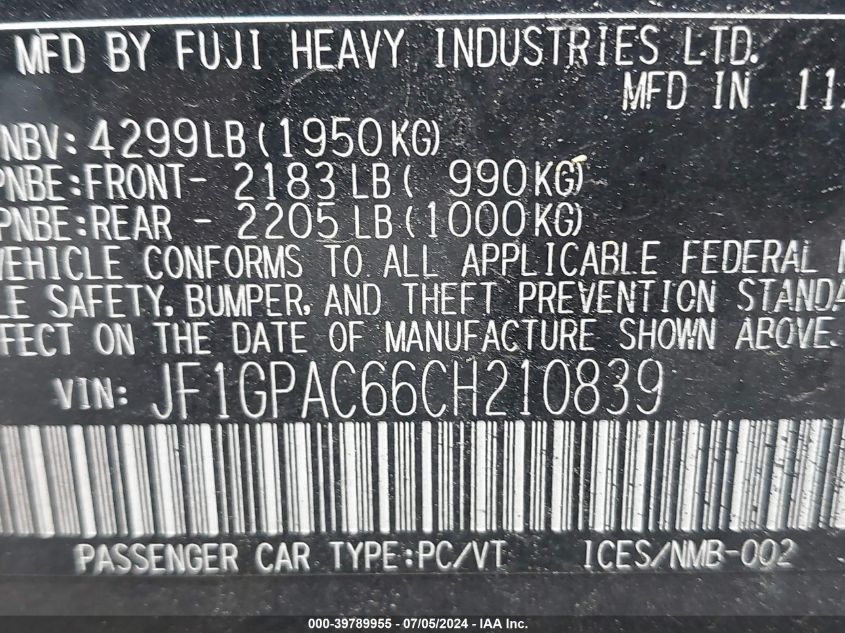 MFD BY FUJI HEAVY INDUSTRIES LTD.
MFD IN 11
NBV: 4299LB (1950KG)
PNBE:FRONT- 2183 LB ( 990KG)
PNBE:REAR - 2205 LB (1000KG)
VEHICLE CONFORMS TO ALL APPLICABLE FEDERAL
LE SAFETY, BUMPER, AND THEFT PREVENTION STANDA
FFECT ON THE DATE OF MANUFACTURE SHOWN ABOVE.
VIN: JF1GPAC66CH210839
PASSENGER CAR TYPE:PC/VT ICES/NMB-002
000-39789955 | 07/05/2024 - IAA Inc.